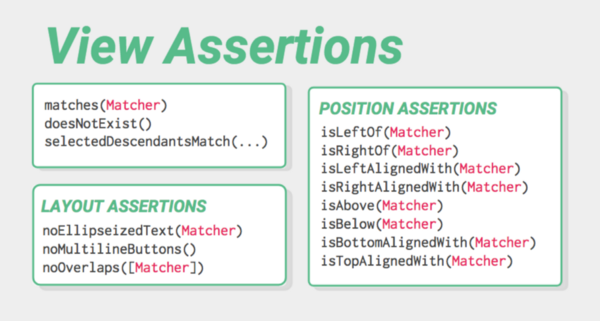 View Assertions
matches(Matcher)
doesNotExist()
selectedDescendantsMatch(...)
LAYOUT ASSERTIONS
noEllipseizedText(Matcher)
noMultilineButtons()
noOverlaps([Matcher])
POSITION ASSERTIONS
isLeftOf(Matcher)
isRightOf(Matcher)
isLeftAlignedWith(Matcher)
isRightAlignedWith(Matcher)
isAbove(Matcher)
isBelow(Matcher)
isBottomAlignedWith(Matcher)
isTopAlignedWith(Matcher)